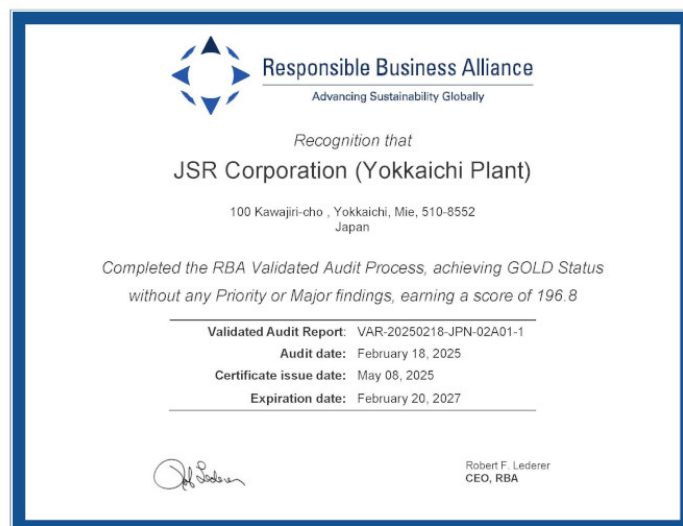 Responsible Business Alliance
Advancing Sustainability Globally
Recognition that
JSR Corporation (Yokkaichi Plant)
100 Kawajiri-cho , Yokkaichi, Mie, 510-8552
Japan
Completed the RBA Validated Audit Process, achieving GOLD Status
without any Priority or Major findings, earning a score of 196.8
Validated Audit Report: VAR-20250218-JPN-02A01-1
Audit date: February 18, 2025
Certificate issue date: May 08, 2025
Expiration date: February 20, 2027
Robert F. Lederer
CEO, RBA